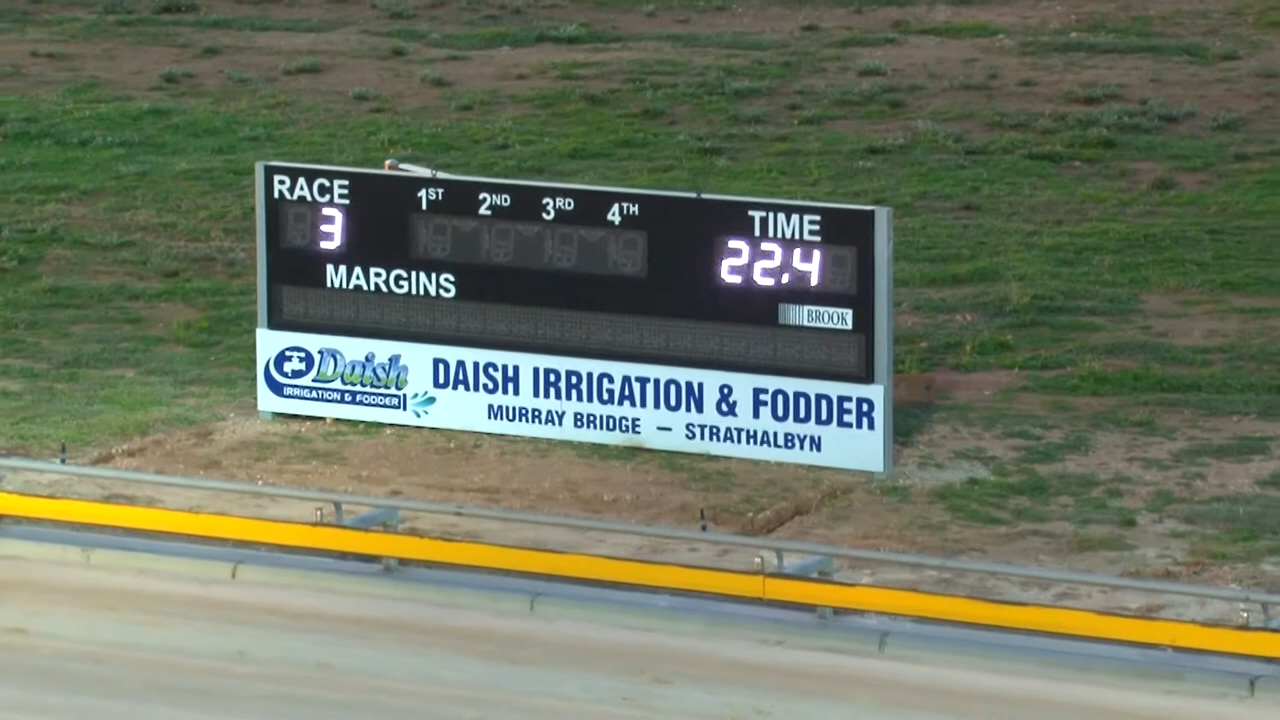 RACE 1ST 2ND 3RD 4TH TIME
3 22.4
MARGINS
BROOK
Daish
IRRIGATION & FODDER
DAISH IRRIGATION & FODDER
MURRAY BRIDGE — STRATHALBYN